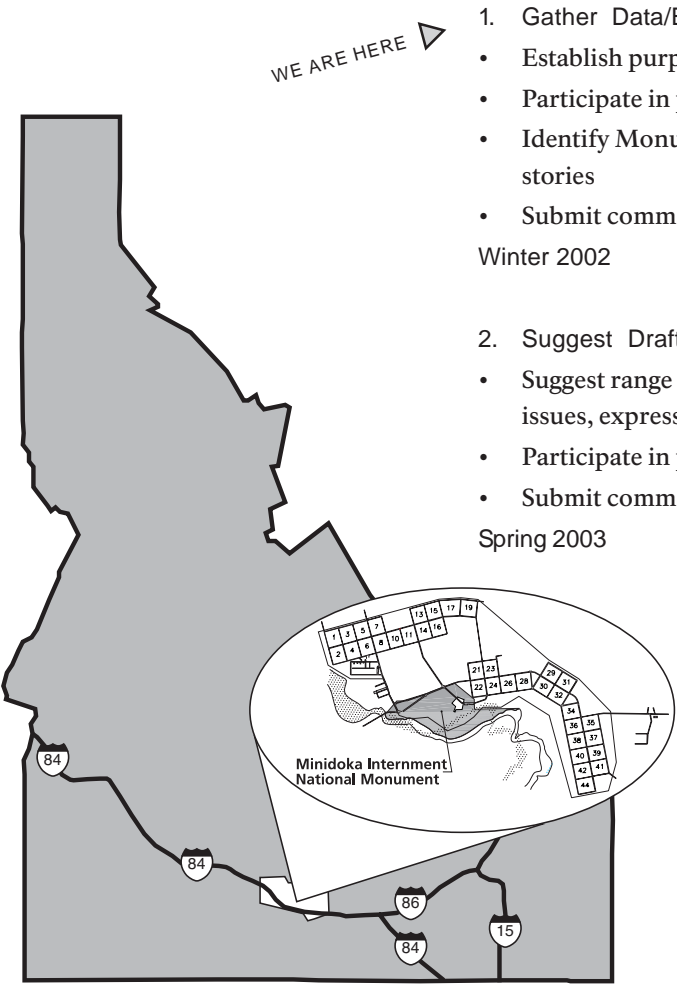 WE ARE HERE
1. Gather Data/E
• Establish purp
• Participate in
• Identify Monu
stories
• Submit comm
Winter 2002
2. Suggest Draft
• Suggest range
issues, express
• Participate in
• Submit comm
Spring 2003
13 15 17 19
1 3 5 7
2 4 6 8 10 11 14 16
21 23
22 24 26 28
29 31
30 32
34
36 35
38 37
40 39
42 41
44
Minidoka Internment
National Monument
84
84
86
15
84